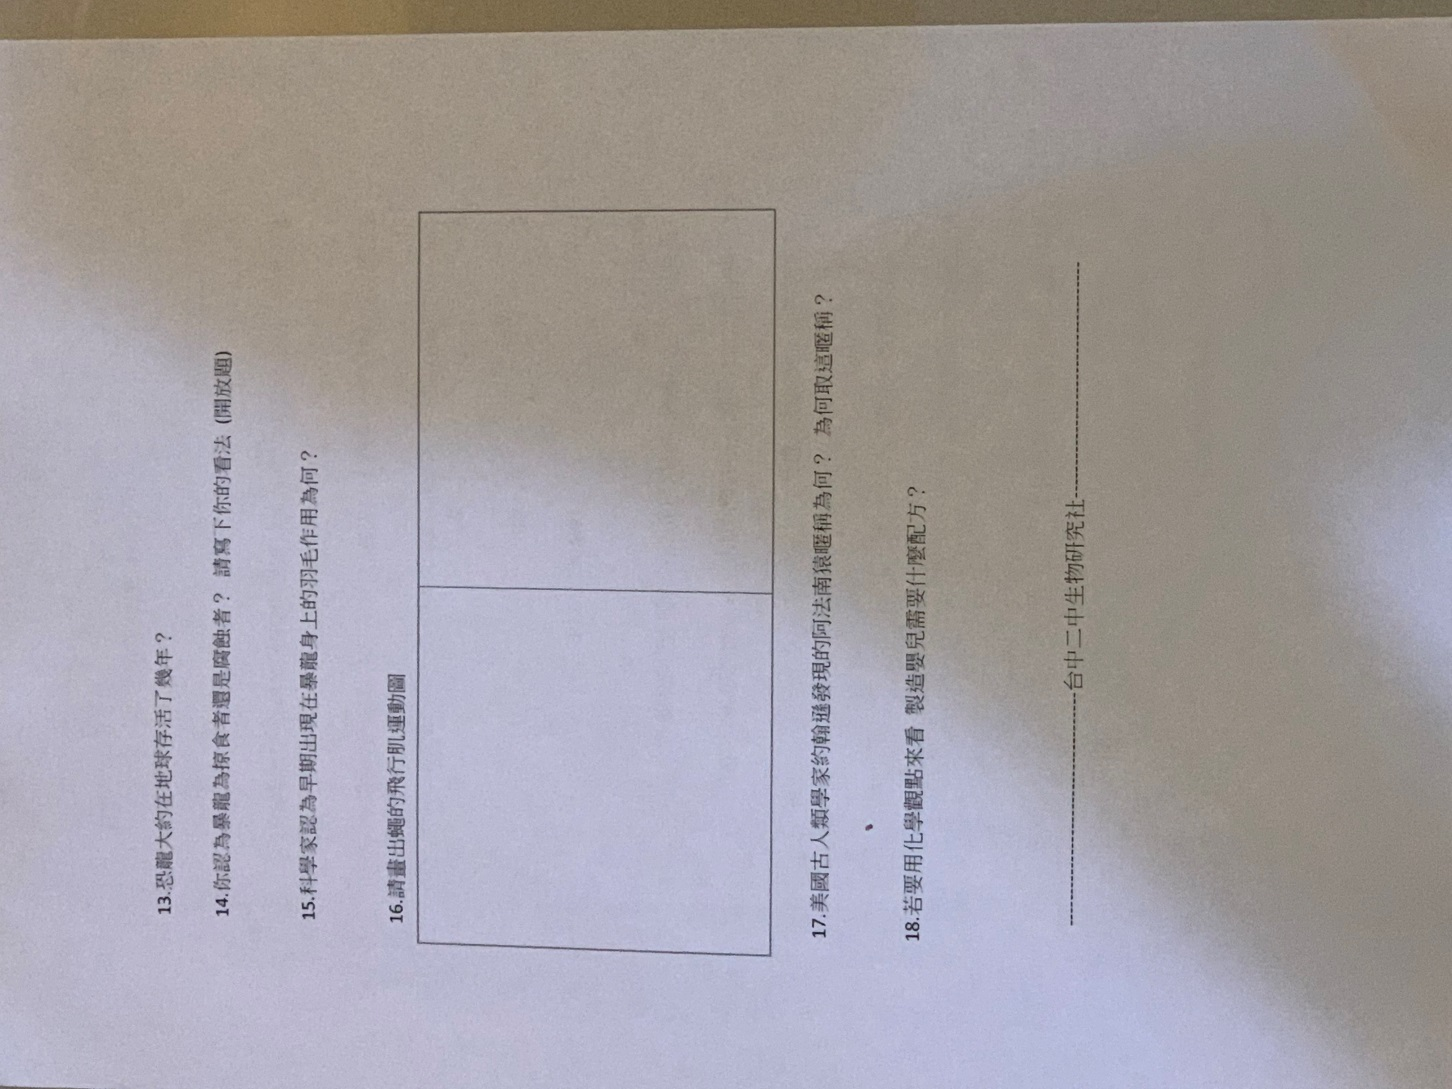 13.恐龍大約在地球存活了幾年？
14.你認為暴龍為掠食者還是腐蝕者？ 請寫下你的看法 (開放題)
15.科學家認為早期出現在暴龍身上的羽毛作用為何？
16.請畫出蠅的飛行肌運動圖
17.美國古人類學家約翰遜發現的阿法南猿暱稱為何？ 為何取這暱稱？
18.若要用化學觀點來看 製造嬰兒需要什麼配方？
----------------------------台中二中生物研究社----------------------------